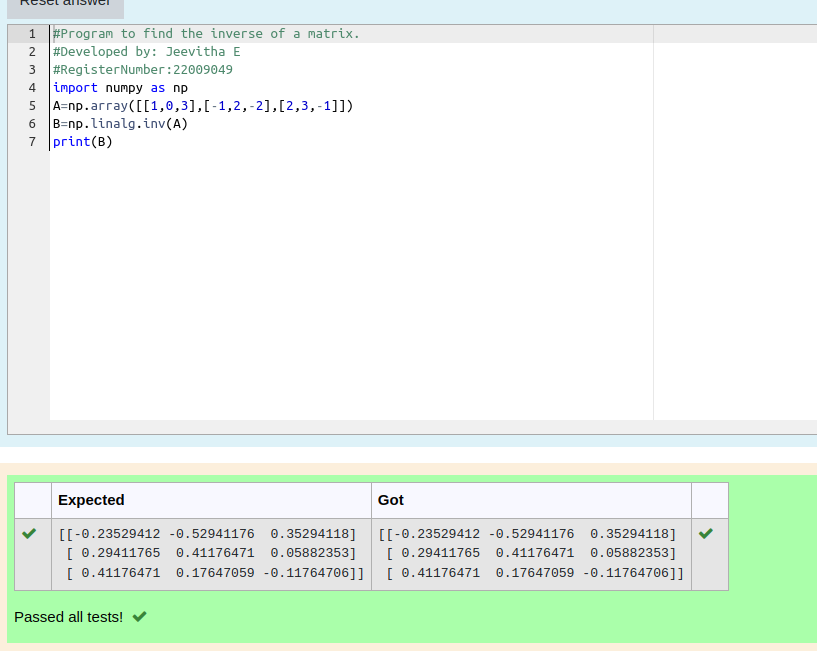 Reset answer
1 #Program to find the inverse of a matrix.
2 #Developed by: Jeevitha E
3 #RegisterNumber:22009049
4 import numpy as np
5 A=np.array([[1,0,3],[-1,2,-2],[2,3,-1]])
6 B=np.linalg.inv(A)
7 print(B)
Expected Got
[[-0.23529412 -0.52941176  0.35294118] [[-0.23529412 -0.52941176  0.35294118]
[ 0.29411765  0.41176471  0.05882353] [ 0.29411765  0.41176471  0.05882353]
[ 0.41176471  0.17647059 -0.11764706]] [ 0.41176471  0.17647059 -0.11764706]]
Passed all tests!